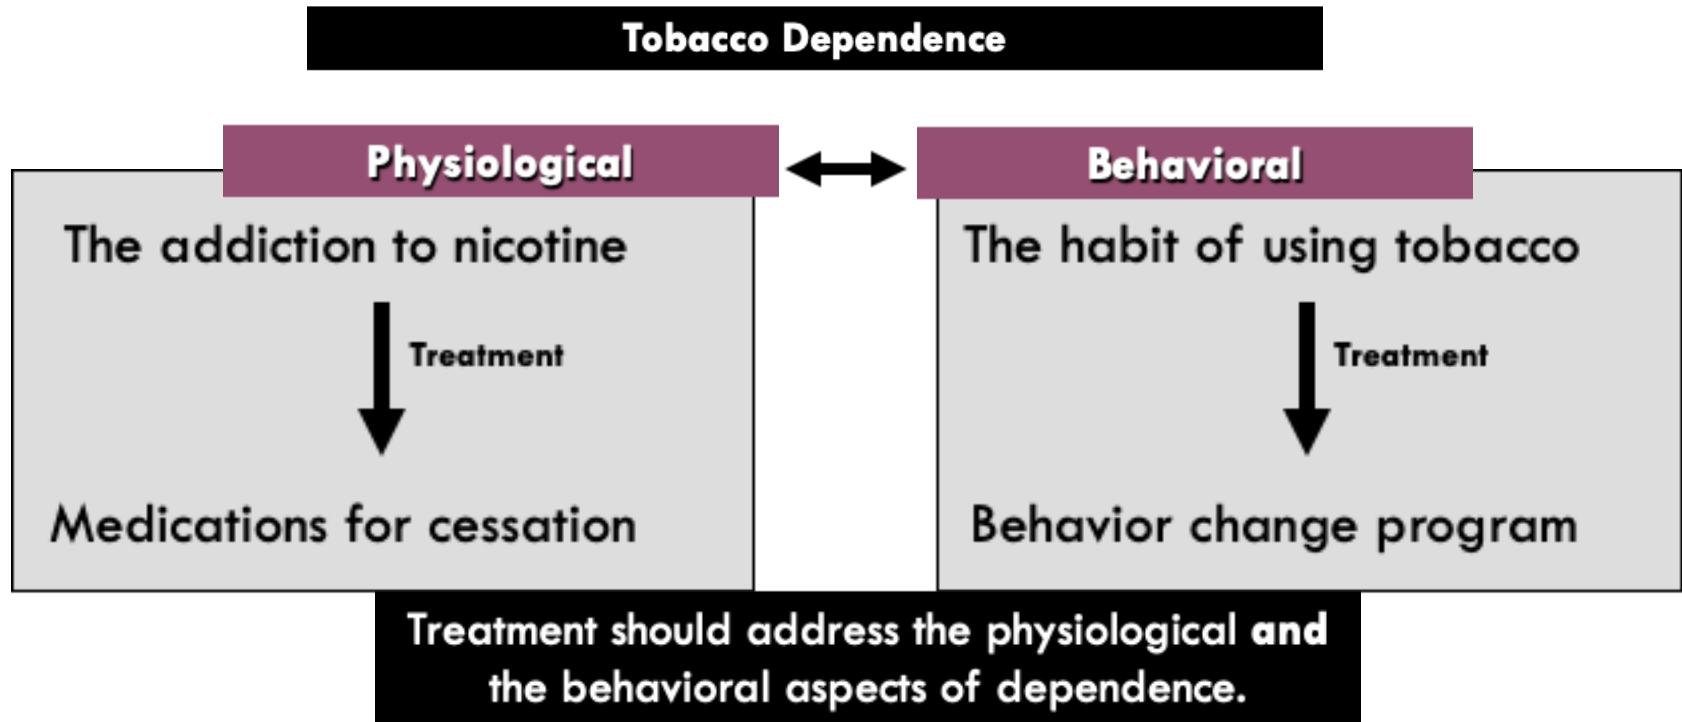 Tobacco Dependence
Physiological
Behavioral
The addiction to nicotine
Treatment
Medications for cessation
The habit of using tobacco
Treatment
Behavior change program
Treatment should address the physiological and
the behavioral aspects of dependence.